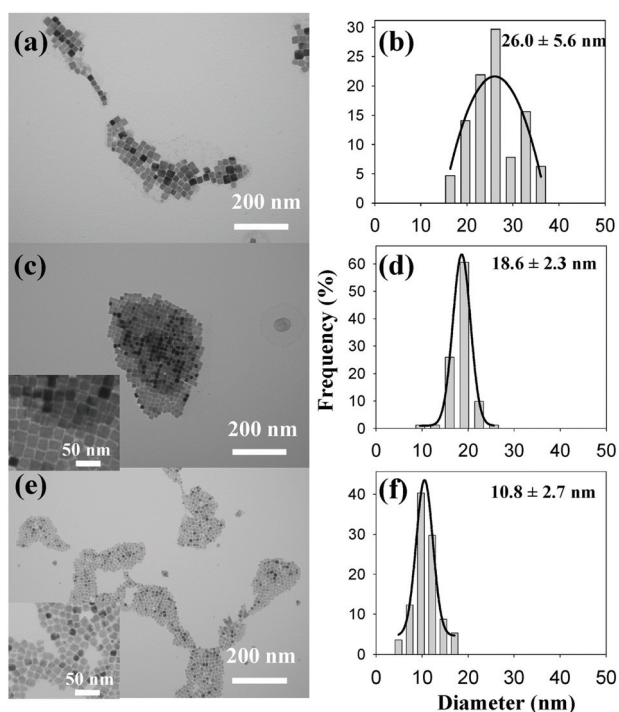 (a)
200 nm
(b)
26.0 ± 5.6 nm
30
25
20
15
10
5
0
0 10 20 30 40 50
(c)
50 nm
200 nm
(d)
18.6 ± 2.3 nm
60
50
40
30
20
10
0
0 10 20 30 40 50
Frequency (%)
(e)
50 nm
200 nm
(f)
10.8 ± 2.7 nm
40
30
20
10
0
0 10 20 30 40 50
Diameter (nm)